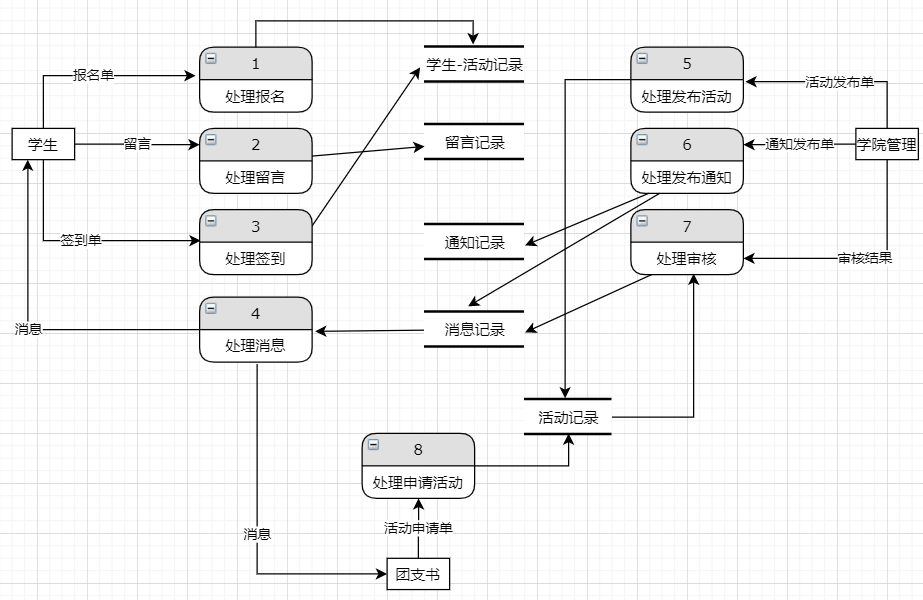 1
处理报名
学生-活动记录
5
处理发布活动
报名单
活动发布单
学生
留言
2
处理留言
留言记录
6
处理发布通知
通知发布单
学院管理
签到单
3
处理签到
通知记录
7
处理审核
审核结果
消息
4
处理消息
消息记录
活动记录
8
处理申请活动
消息
活动申请单
团支书